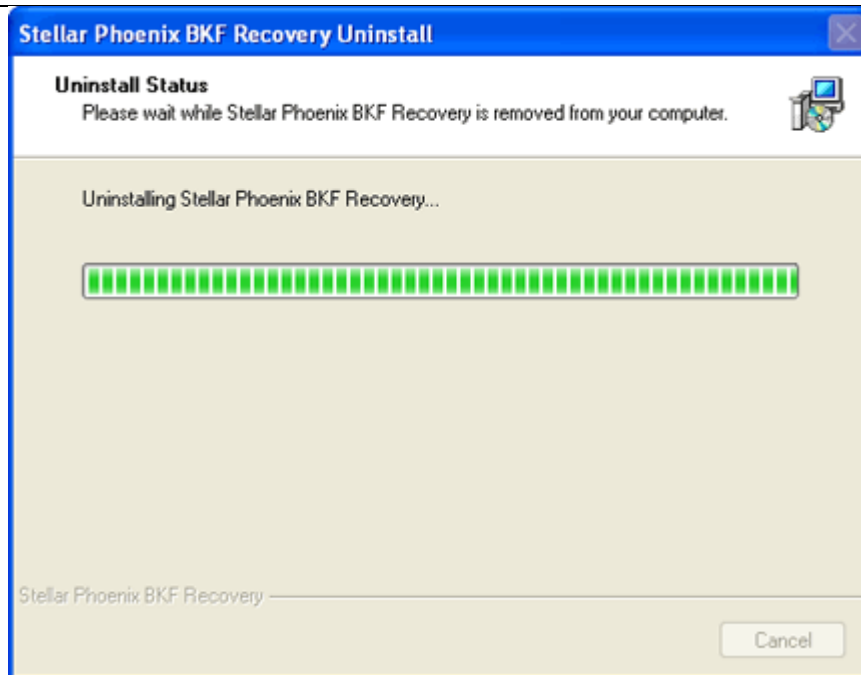 Stellar Phoenix BKF Recovery Uninstall
Uninstall Status
Please wait while Stellar Phoenix BKF Recovery is removed from your computer.
Uninstalling Stellar Phoenix BKF Recovery...
Stellar Phoenix BKF Recovery
Cancel